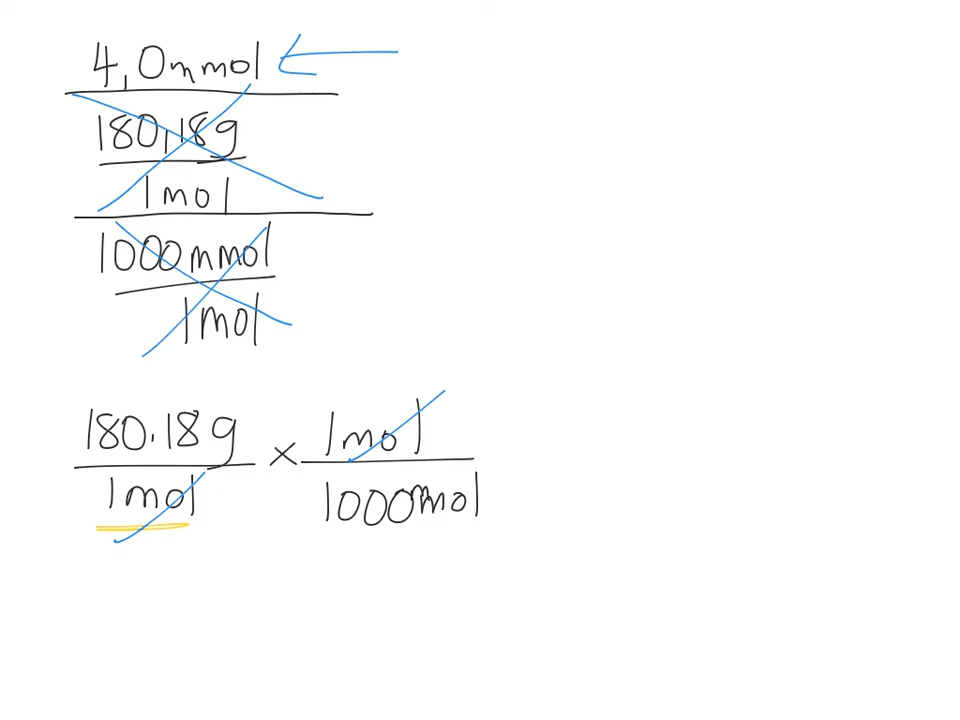 4,0mmol
180,18g
1mol
1000mmol
1mol
180.18g × 1mol
1mol 1000mmol